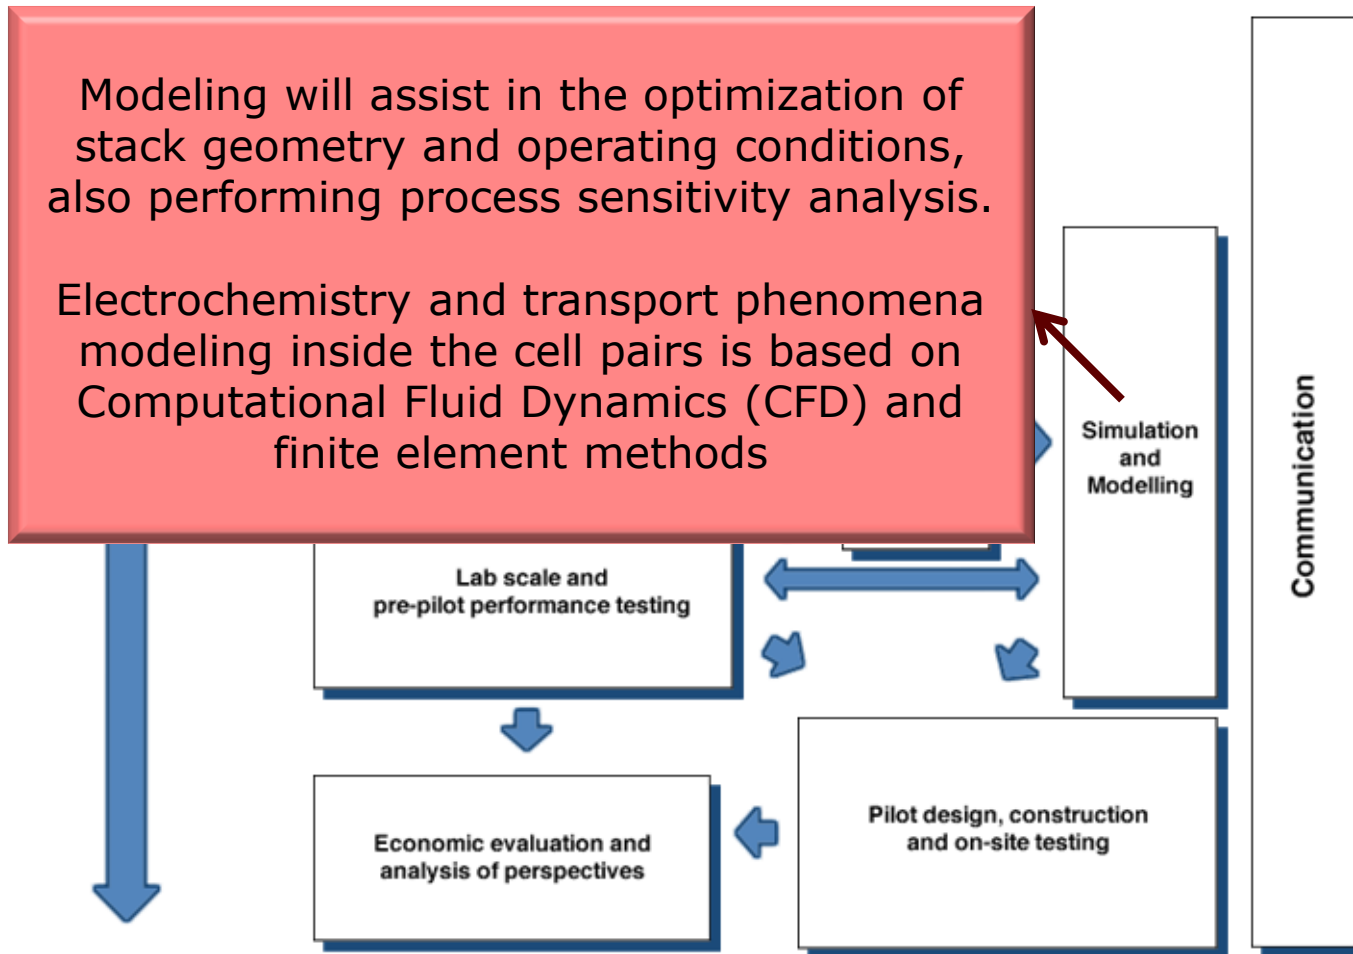 Modeling will assist in the optimization of
stack geometry and operating conditions,
also performing process sensitivity analysis.
Electrochemistry and transport phenomena
modeling inside the cell pairs is based on
Computational Fluid Dynamics (CFD) and
finite element methods
Simulation
and
Modelling
Communication
Lab scale and
pre-pilot performance testing
Pilot design, construction
and on-site testing
Economic evaluation and
analysis of perspectives